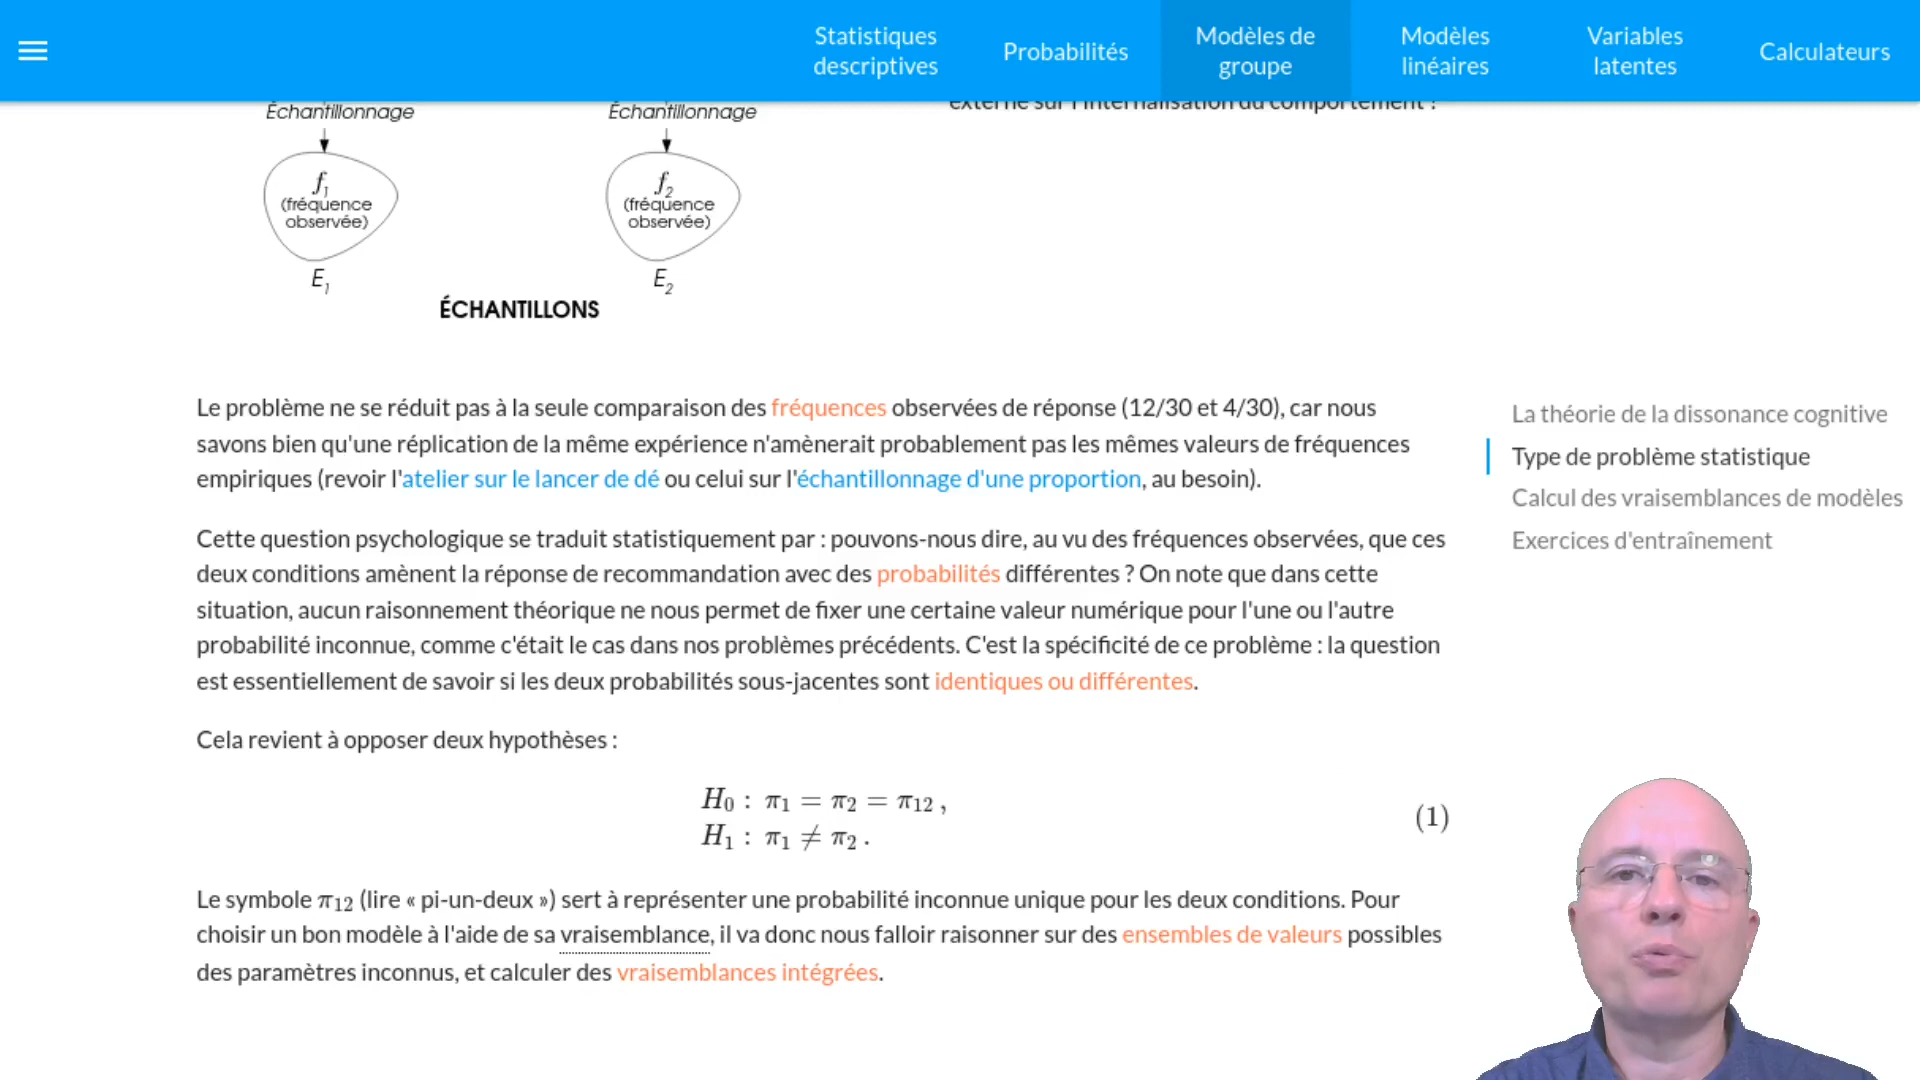 Statistiques descriptives
Probabilités
Modèles de groupe
Modèles linéaires
Variables latentes
Calculateurs
externe sur l'internalisation du comportement ?
Échantillonnage
Échantillonnage
f1
(fréquence
observée)
E1
f2
(fréquence
observée)
E2
ÉCHANTILLONS
Le problème ne se réduit pas à la seule comparaison des fréquences observées de réponse (12/30 et 4/30), car nous
savons bien qu'une réplication de la même expérience n'amènerait probablement pas les mêmes valeurs de fréquences
empiriques (revoir l'atelier sur le lancer de dé ou celui sur l'échantillonnage d'une proportion, au besoin).
Cette question psychologique se traduit statistiquement par : pouvons-nous dire, au vu des fréquences observées, que ces
deux conditions amènent la réponse de recommandation avec des probabilités différentes ? On note que dans cette
situation, aucun raisonnement théorique ne nous permet de fixer une certaine valeur numérique pour l'une ou l'autre
probabilité inconnue, comme c'était le cas dans nos problèmes précédents. C'est la spécificité de ce problème : la question
est essentiellement de savoir si les deux probabilités sous-jacentes sont identiques ou différentes.
Cela revient à opposer deux hypothèses :
H0 : π1 = π2 = π12 ,
H1 : π1 ≠ π2 .
(1)
Le symbole π12 (lire « pi-un-deux ») sert à représenter une probabilité inconnue unique pour les deux conditions. Pour
choisir un bon modèle à l'aide de sa vraisemblance, il va donc nous falloir raisonner sur des ensembles de valeurs possibles
des paramètres inconnus, et calculer des vraisemblances intégrées.
La théorie de la dissonance cognitive
Type de problème statistique
Calcul des vraisemblances de modèles
Exercices d'entraînement